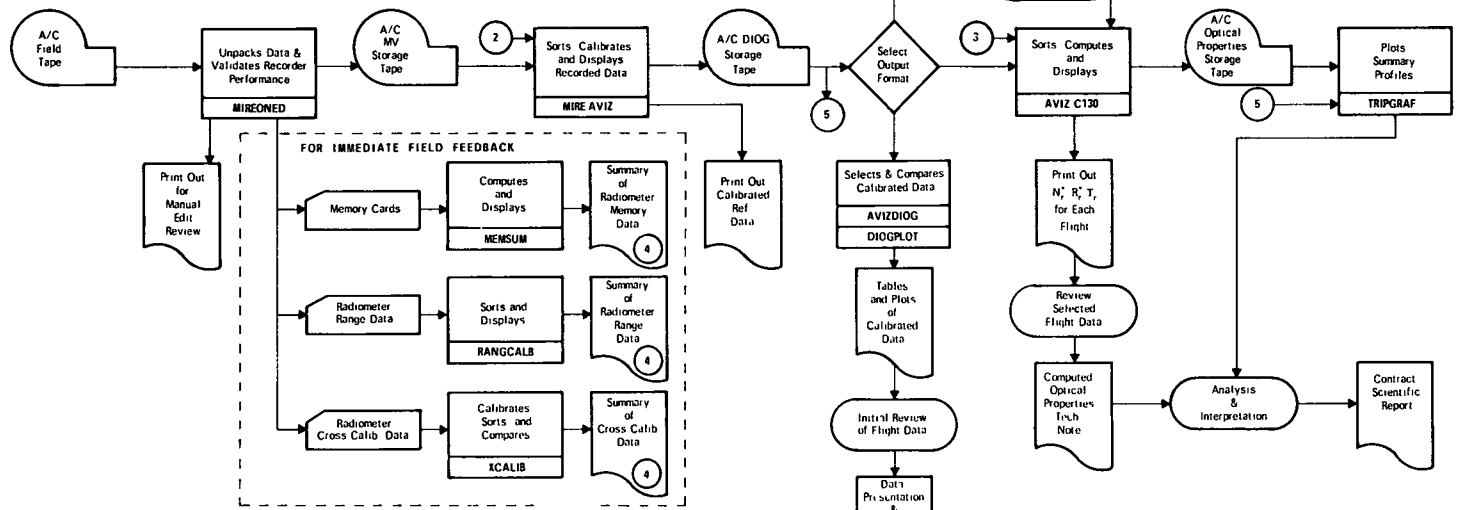 A/C
Field
Tape
Unpacks Data &
Validates Recorder
Performance
MIREONED
A/C
MV
Storage
Tape
2
Sorts Calibrates
and Displays
Recorded Data
MIRE AVIZ
A/C DIOG
Storage
Tape
5
Select
Output
Format
3
Sorts Computes
and
Displays
AVIZ C130
A/C
Optical
Properties
Storage
Tape
Plots
Summary
Profiles
TRIPGRAF
5
Print Out
for
Manual
Edit
Review
FOR IMMEDIATE FIELD FEEDBACK
Memory Cards
Computes
and
Displays
MEMSUM
Summary
of
Radiometer
Memory
Data
4
Radiometer
Range Data
Sorts and
Displays
RANGCALB
Summary
of
Radiometer
Range
Data
4
Radiometer
Cross Calib Data
Calibrates
Sorts and
Compares
XCALIB
Summary
of
Cross Calib
Data
4
Print Out
Calibrated
Ref
Data
Selects & Compares
Calibrated Data
AVIZDIOG
DIOGPLOT
Tables
and Plots
of
Calibrated
Data
Initial Review
of Flight Data
Data
Presentation
&
Print Out
N*r R*r Tr
for Each
Flight
Review
Selected
Flight Data
Computed
Optical
Properties
Tech
Note
Analysis
&
Interpretation
Contract
Scientific
Report